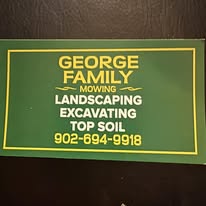 GEORGE
FAMILY
MOWING
LANDSCAPING
EXCAVATING
TOP SOIL
902-694-9918